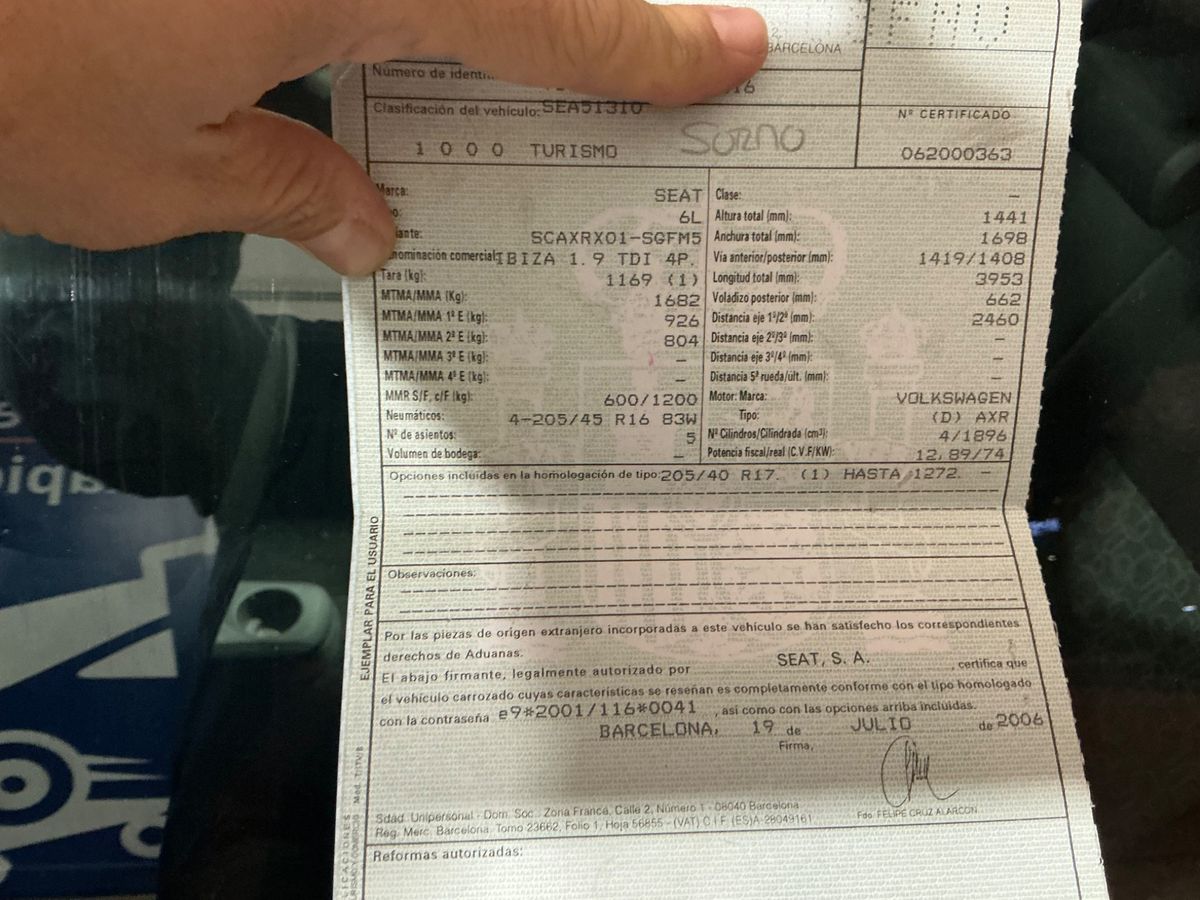 BARCELONA
Número de identi
16
Clasificación del vehículo: SEA51310
Nº CERTIFICADO
1 0 0 0 TURISMO
062000363
Marca: SEAT
6L
iante: SCAXRX01-SGFM5
nominación comercial: IBIZA 1.9 TDI 4P.
Tara (kg): 1169 (1)
MTMA/MMA (Kg): 1682
MTMA/MMA 1º E (kg): 926
MTMA/MMA 2º E (kg): 804
MTMA/MMA 3º E (kg): –
MTMA/MMA 4º E (kg): –
MMR S/F, c/F (kg): 600/1200
Neumáticos: 4-205/45 R16 83W
Nº de asientos: 5
Volumen de bodega: –
Clase: –
Altura total (mm): 1441
Anchura total (mm): 1698
Via anterior/posterior (mm): 1419/1408
Longitud total (mm): 3953
Voladizo posterior (mm): 662
Distancia eje 1º/2º (mm): 2460
Distancia eje 2º/3º (mm): –
Distancia eje 3º/4º (mm): –
Distancia 5ª rueda/últ. (mm): –
Motor: Marca: VOLKSWAGEN
Tipo: (D) AXR
Nº Cilindros/Cilindrada (cm³): 4/1896
Potencia fiscal/real (C.V.F/KW): 12,89/74
Opciones incluidas en la homologación de tipo: 205/40 R17. (1) HASTA 1272. –
Observaciones:
EJEMPLAR PARA EL USUARIO
Por las piezas de origen extranjero incorporadas a este vehículo se han satisfecho los correspondientes
derechos de Aduanas.
El abajo firmante, legalmente autorizado por SEAT, S. A. , certifica que
el vehículo carrozado cuyas características se reseñan es completamente conforme con el tipo homologado
con la contraseña e9*2001/116*0041 , así como con las opciones arriba incluidas.
BARCELONA, 19 de JULIO de 2006
Firma,
Fdo. FELIPE CRUZ ALARCON
Sdad. Unipersonal - Dom. Soc. Zona Franca, Calle 2, Número 1 - 08040 Barcelona
Reg. Merc. Barcelona. Tomo 23662, Folio 1, Hoja 56855 - (VAT) C.I.F. (ES)A-28049161
Reformas autorizadas: